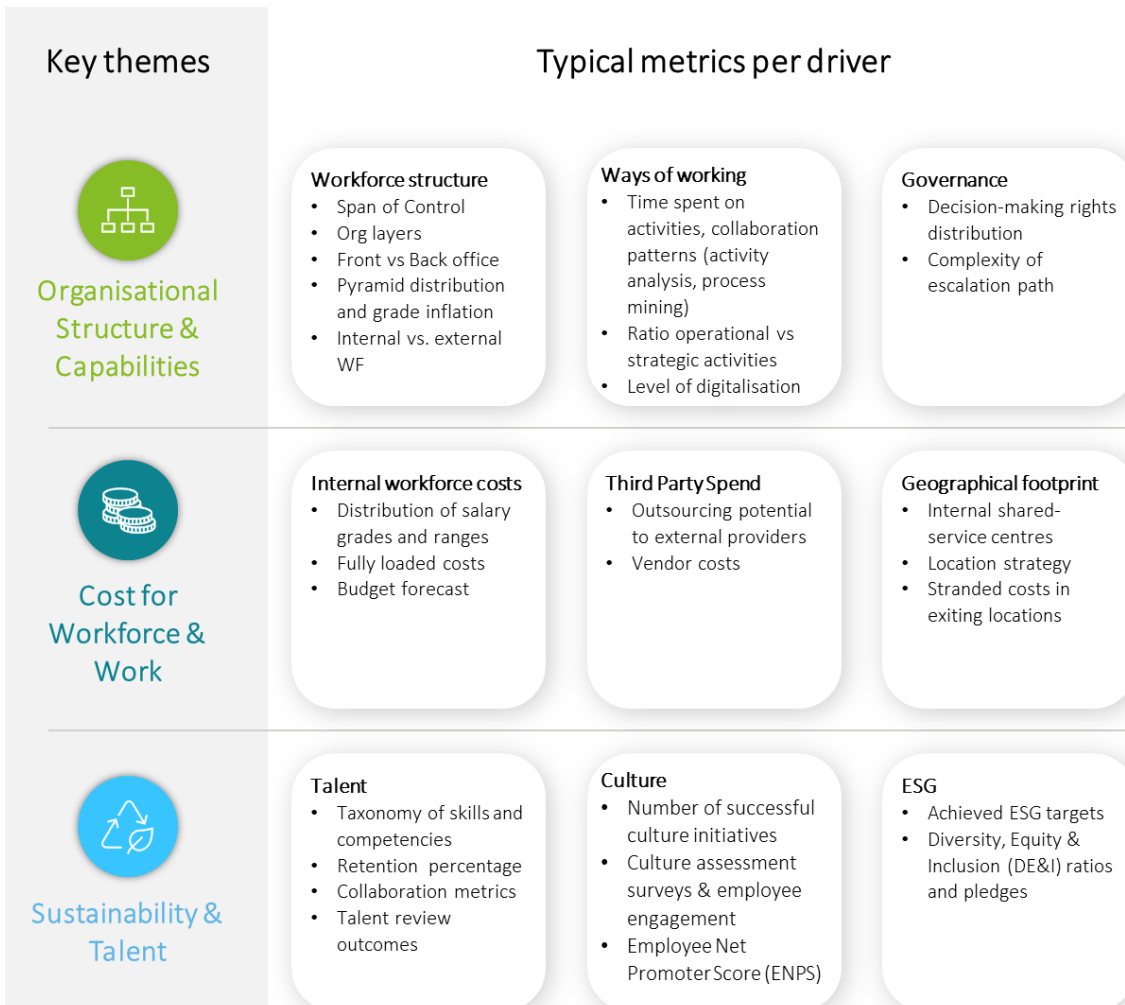 Key themes
Typical metrics per driver
Organisational
Structure &
Capabilities
Workforce structure
• Span of Control
• Org layers
• Front vs Back office
• Pyramid distribution
and grade inflation
• Internal vs. external
WF
Ways of working
• Time spent on
activities, collaboration
patterns (activity
analysis, process
mining)
• Ratio operational vs
strategic activities
• Level of digitalisation
Governance
• Decision-making rights
distribution
• Complexity of
escalation path
Cost for
Workforce &
Work
Internal workforce costs
• Distribution of salary
grades and ranges
• Fully loaded costs
• Budget forecast
Third Party Spend
• Outsourcing potential
to external providers
• Vendor costs
Geographical footprint
• Internal shared-
service centres
• Location strategy
• Stranded costs in
exiting locations
Sustainability &
Talent
Talent
• Taxonomy of skills and
competencies
• Retention percentage
• Collaboration metrics
• Talent review
outcomes
Culture
• Number of successful
culture initiatives
• Culture assessment
surveys & employee
engagement
• Employee Net
Promoter Score (ENPS)
ESG
• Achieved ESG targets
• Diversity, Equity &
Inclusion (DE&I) ratios
and pledges